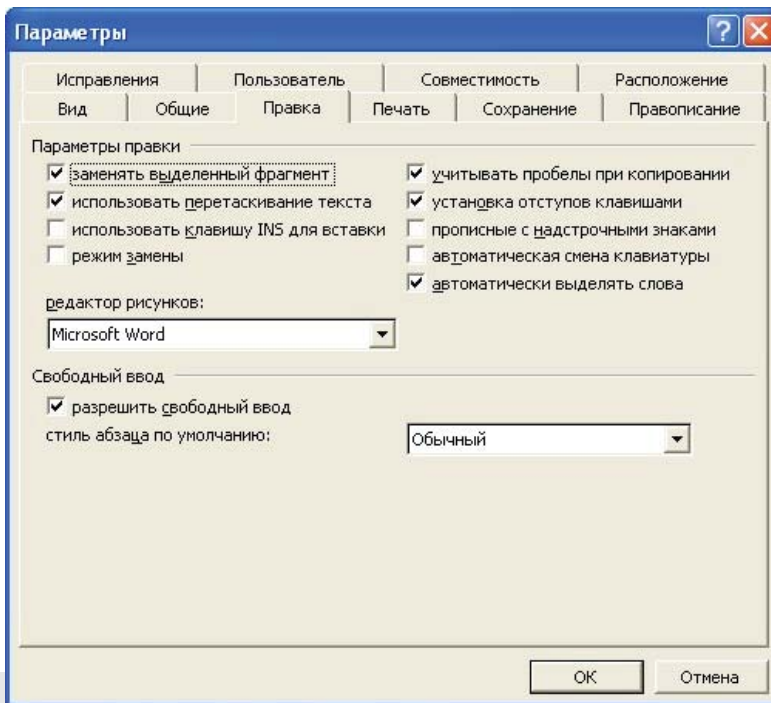 Параметры
Исправления Пользователь Совместимость Расположение
Вид Общие Правка Печать Сохранение Правописание
Параметры правки
заменять выделенный фрагмент
использовать перетаскивание текста
использовать клавишу INS для вставки
режим замены
учитывать пробелы при копировании
установка отступов клавишами
прописные с надстрочными знаками
автоматическая смена клавиатуры
автоматически выделять слова
редактор рисунков:
Microsoft Word
Свободный ввод
разрешить свободный ввод
стиль абзаца по умолчанию: Обычный
ОК Отмена